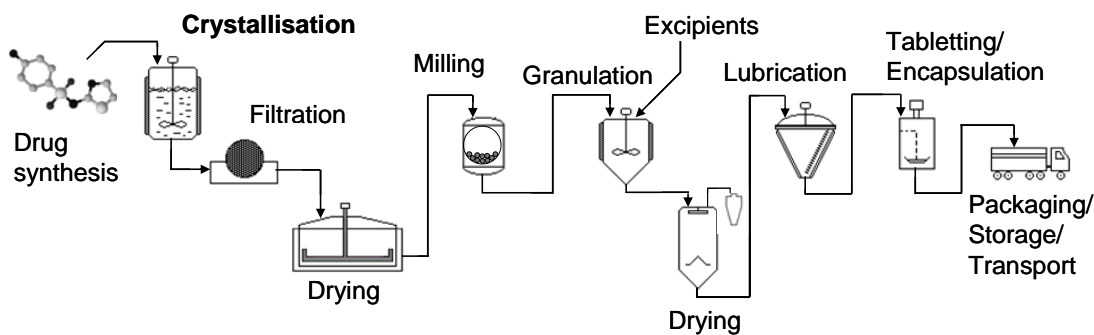 Crystallisation
Drug
synthesis
Filtration
Drying
Milling
Granulation
Excipients
Drying
Lubrication
Tabletting/
Encapsulation
Packaging/
Storage/
Transport